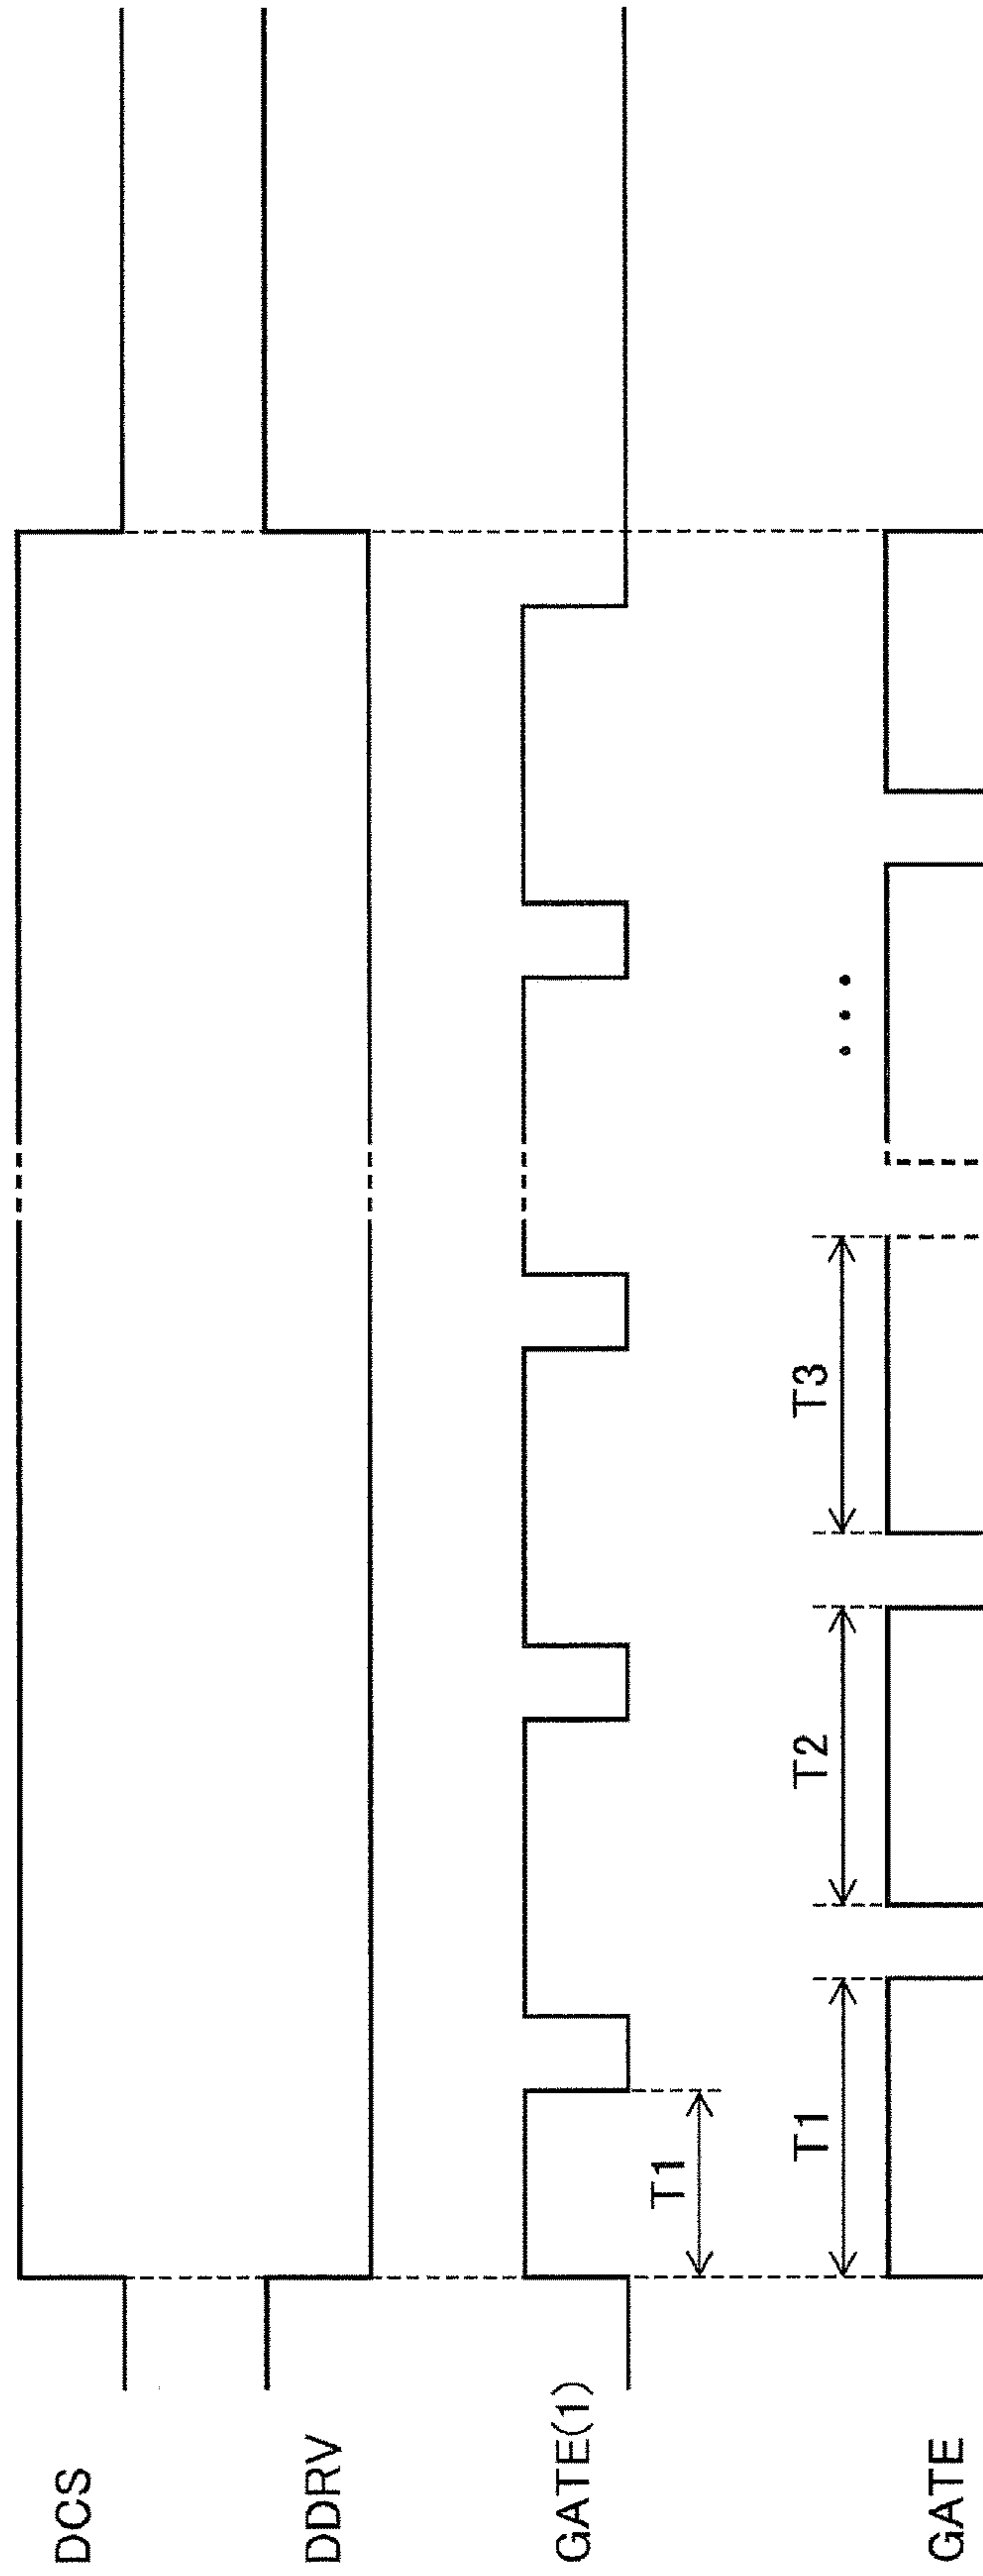 DCS
DDRV
GATE(1)
T1
GATE
T1
T2
T3